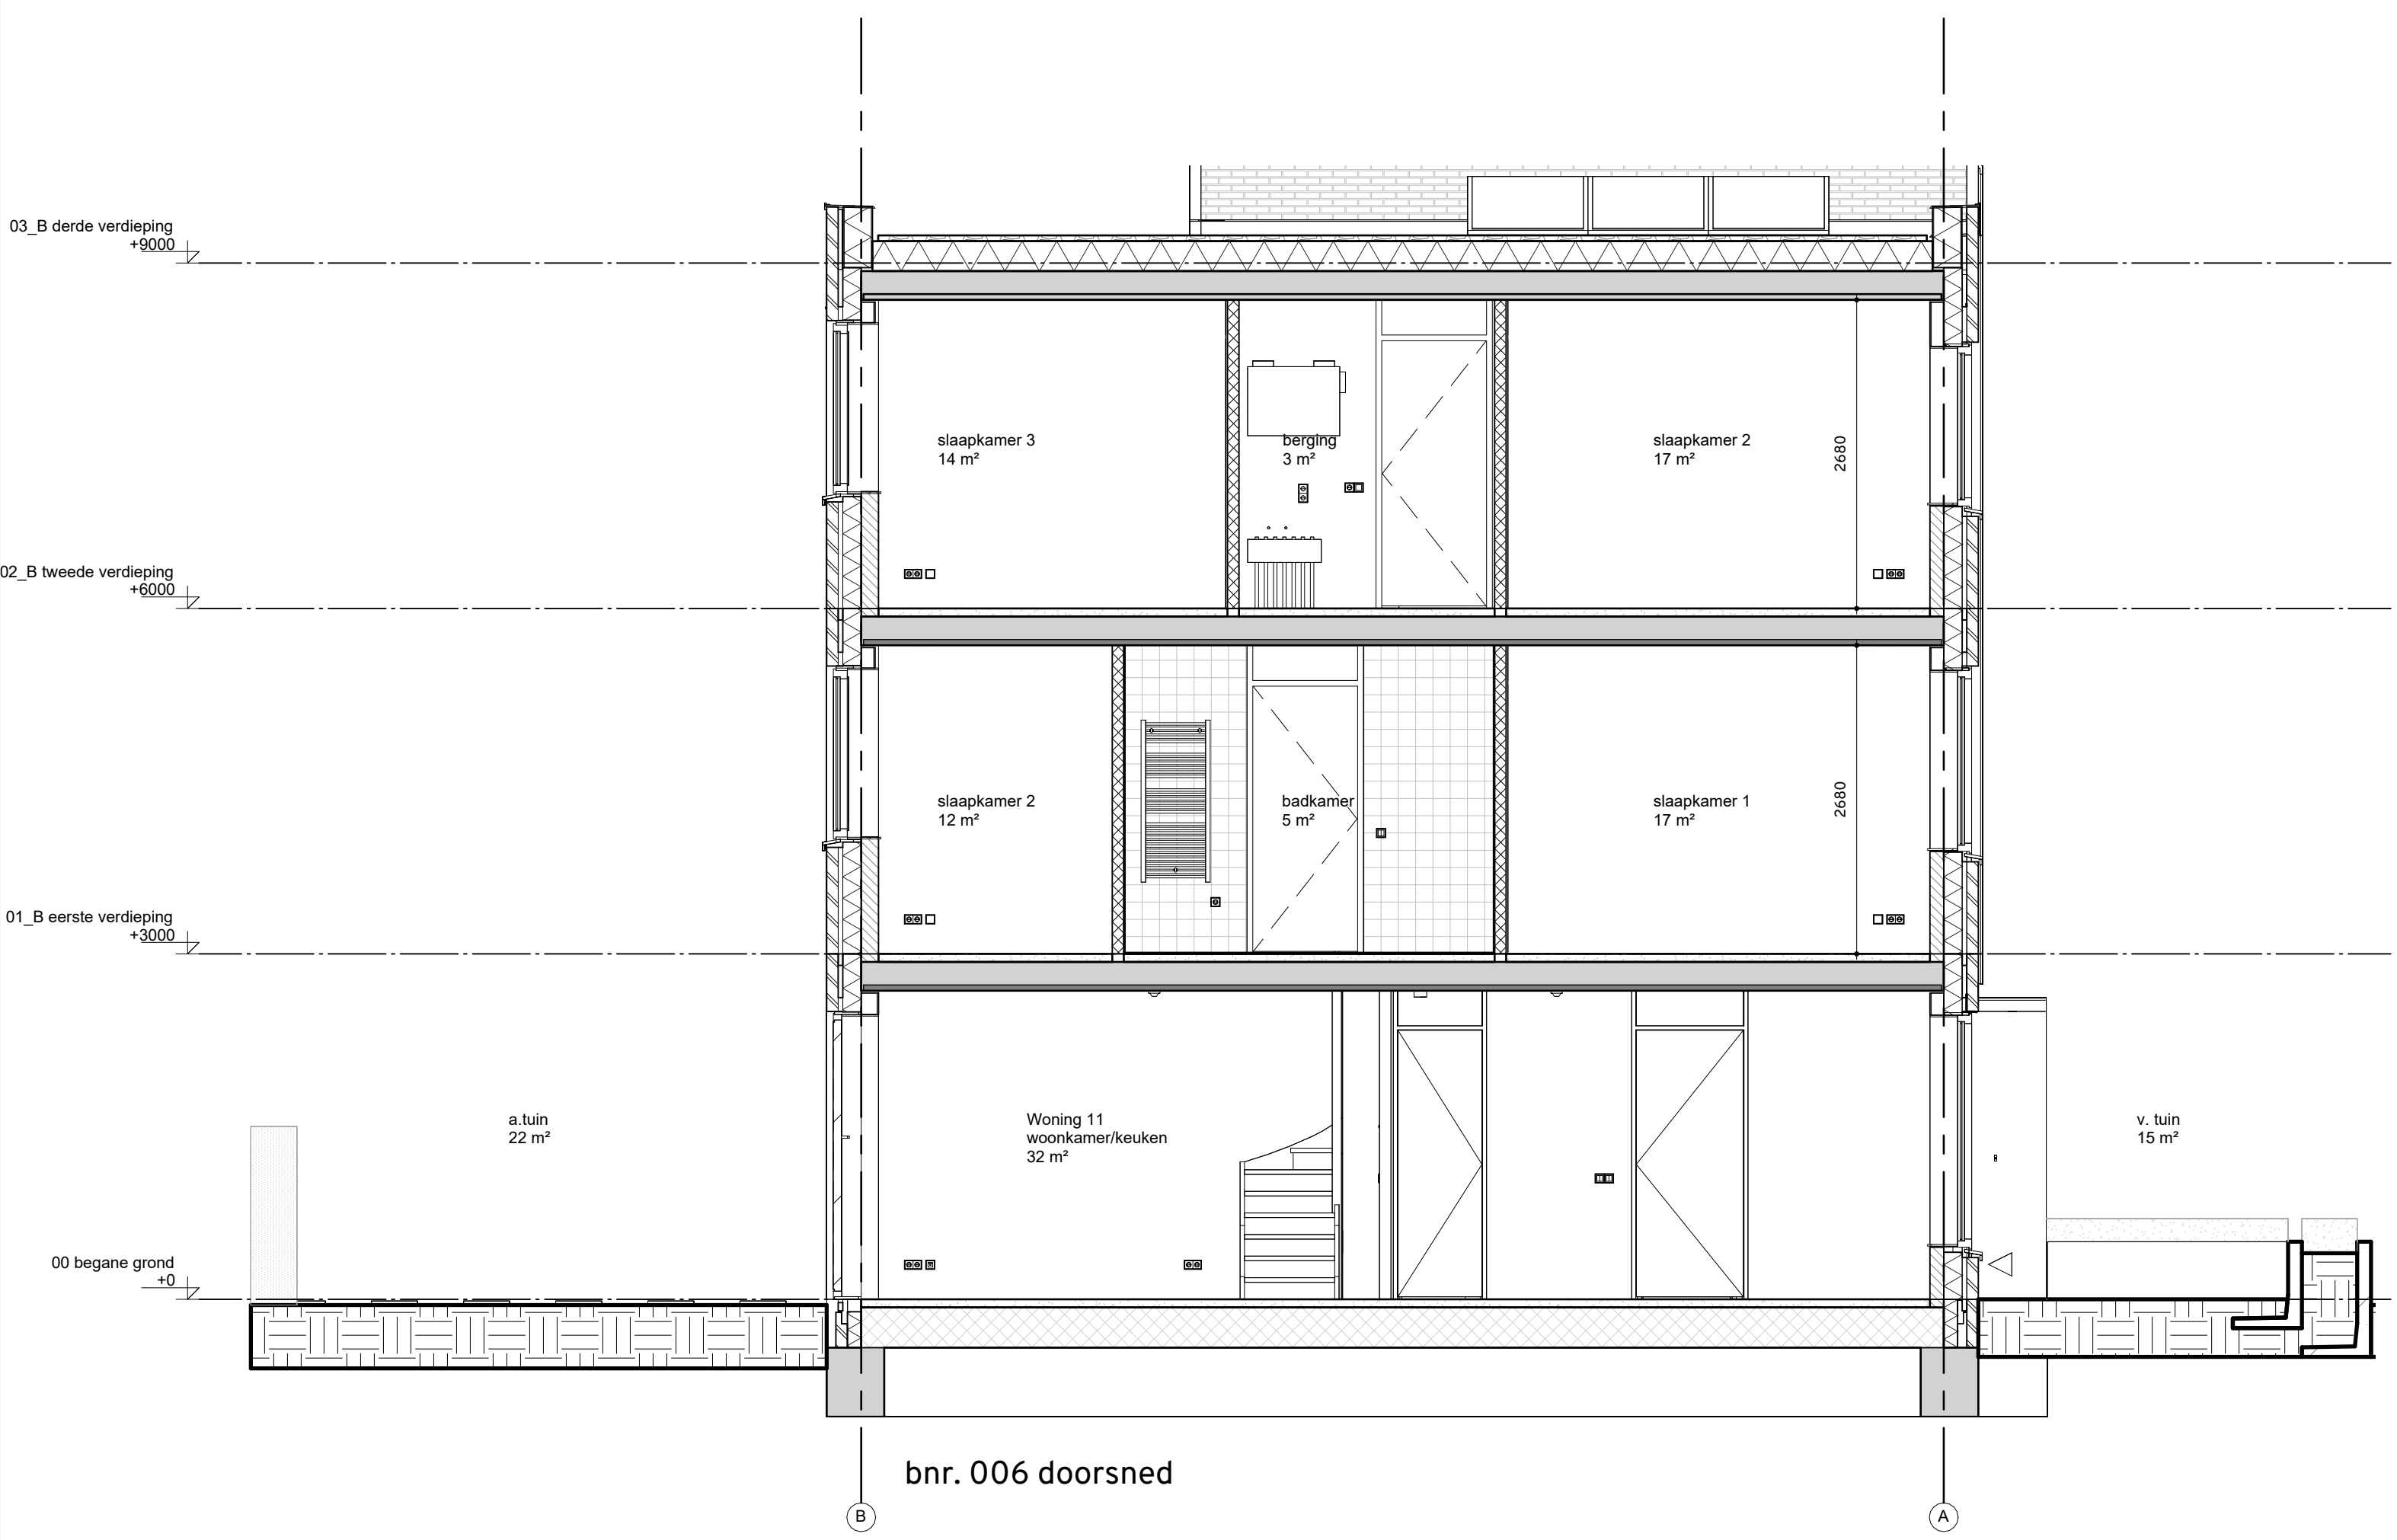 03_B derde verdieping
+9000
slaapkamer 3
14 m²
berging
3 m²
slaapkamer 2
17 m²
2680
02_B tweede verdieping
+6000
slaapkamer 2
12 m²
badkamer
5 m²
slaapkamer 1
17 m²
2680
01_B eerste verdieping
+3000
a.tuin
22 m²
Woning 11
woonkamer/keuken
32 m²
v. tuin
15 m²
00 begane grond
+0
bnr. 006 doorsned
B
A